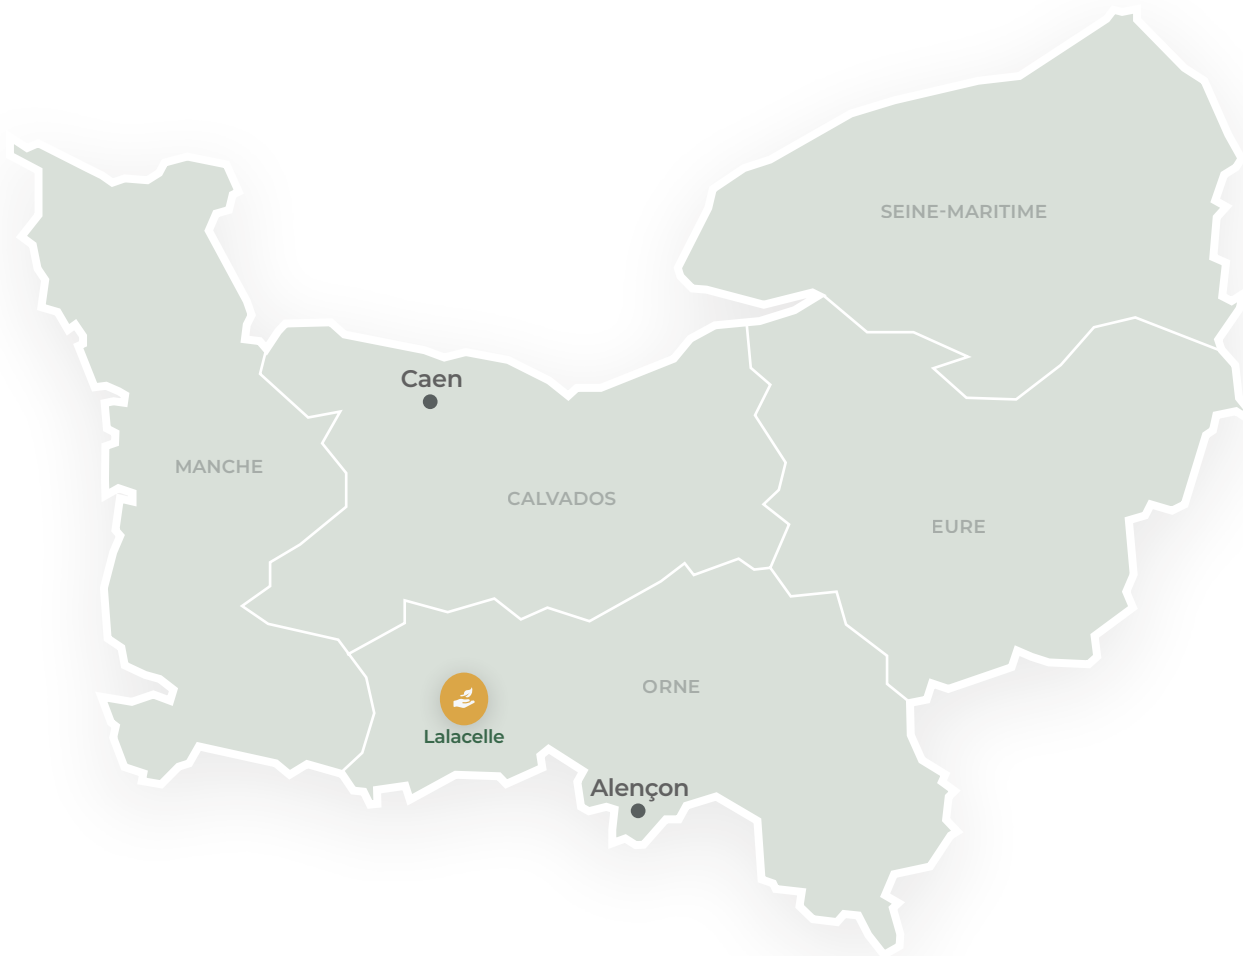 SEINE-MARITIME
Caen
MANCHE
CALVADOS
EURE
ORNE
Lalacelle
Alençon